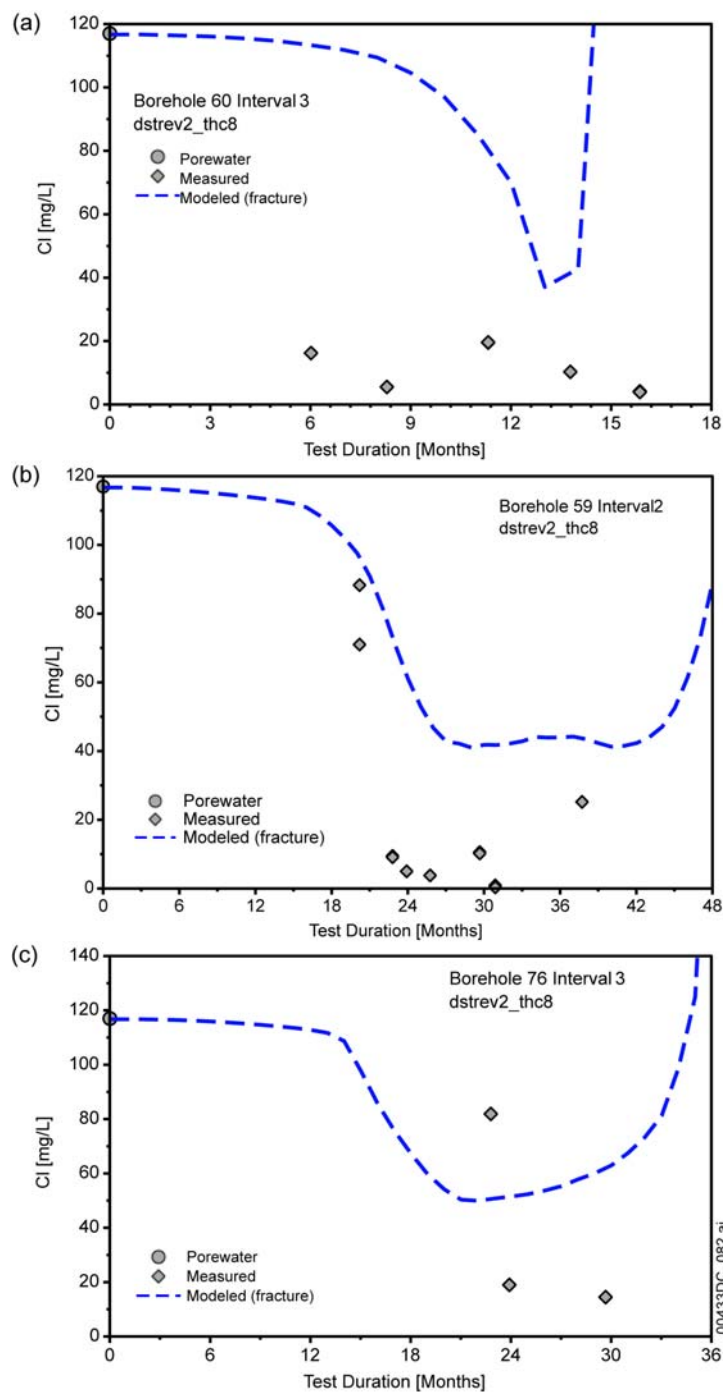 (a)
120
100
80
60
40
20
0
Cl [mg/L]
Borehole 60 Interval 3
dstrev2_thc8
Porewater
Measured
Modeled (fracture)
0 3 6 9 12 15 18
Test Duration [Months]
(b)
120
100
80
60
40
20
0
Cl [mg/L]
Borehole 59 Interval2
dstrev2_thc8
Porewater
Measured
Modeled (fracture)
0 6 12 18 24 30 36 42 48
Test Duration [Months]
(c)
140
120
100
80
60
40
20
0
Cl [mg/L]
Borehole 76 Interval 3
dstrev2_thc8
Porewater
Measured
Modeled (fracture)
0 6 12 18 24 30 36
Test Duration [Months]
00433DC_082.ai